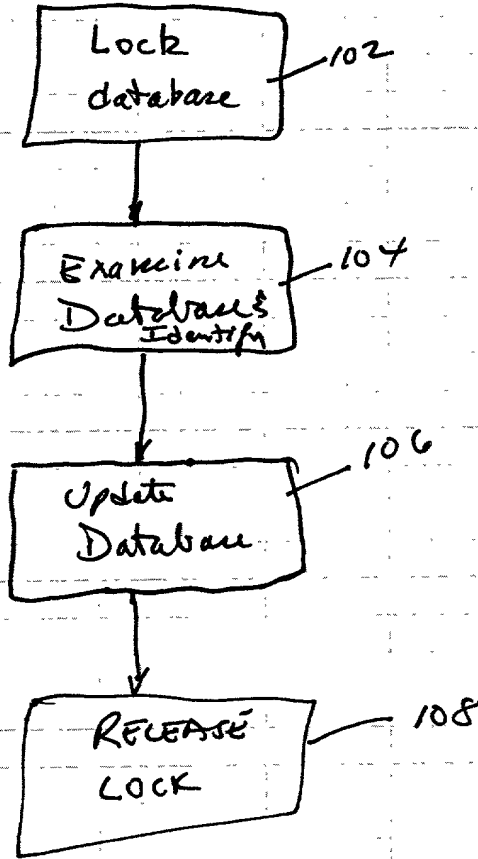 Lock
database
102
Examine
Database &
Identify
104
Update
Database
106
RELEASE
LOCK
108